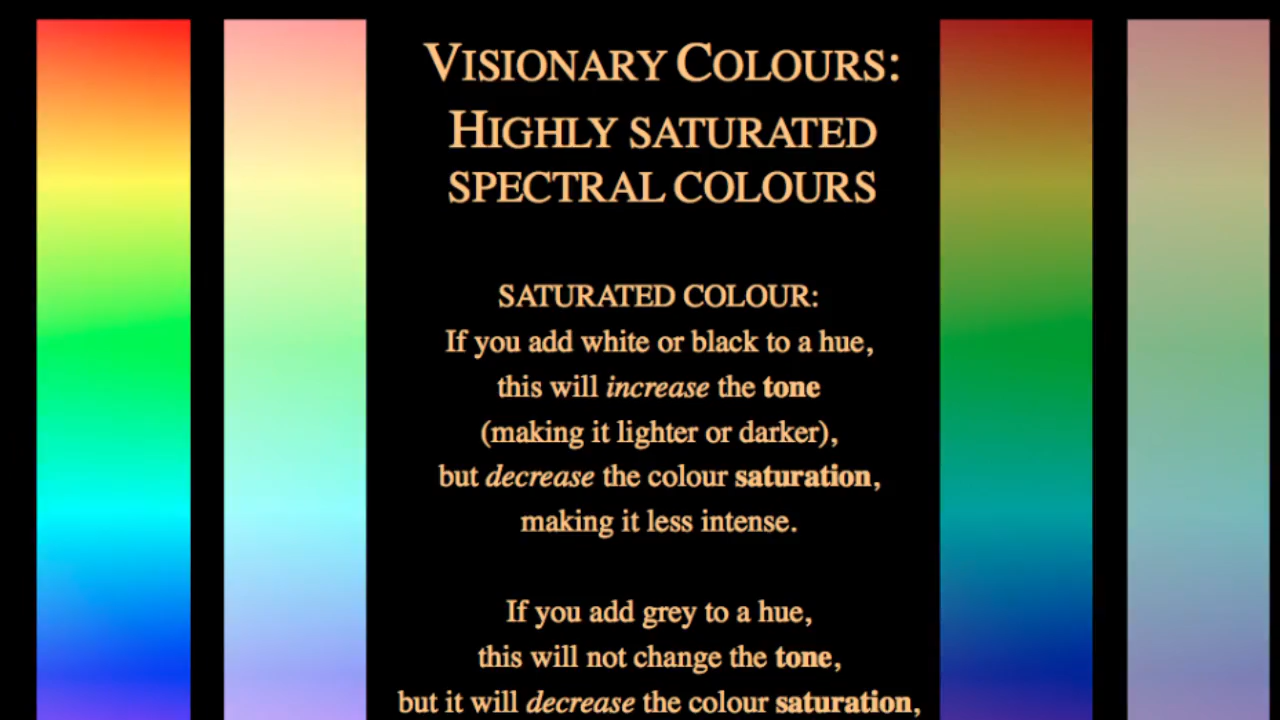 VISIONARY COLOURS:
HIGHLY SATURATED
SPECTRAL COLOURS
SATURATED COLOUR:
If you add white or black to a hue,
this will increase the tone
(making it lighter or darker),
but decrease the colour saturation,
making it less intense.
If you add grey to a hue,
this will not change the tone,
but it will decrease the colour saturation,